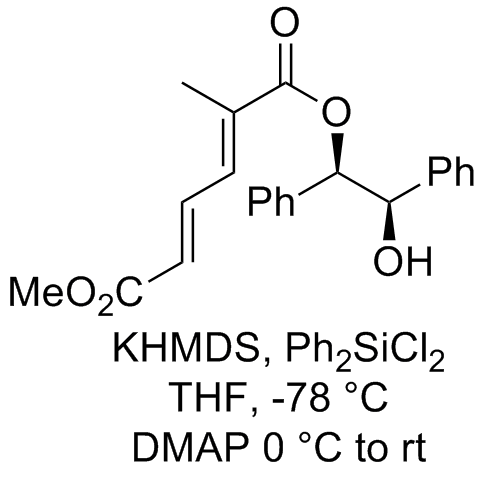 O
O
Ph
Ph
OH
MeO₂C
KHMDS, Ph₂SiCl₂
THF, -78 °C
DMAP 0 °C to rt